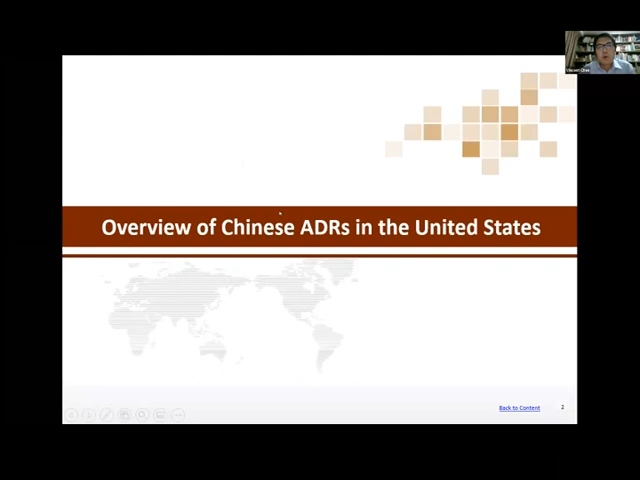 Overview of Chinese ADRs in the United States
Back to Content
2